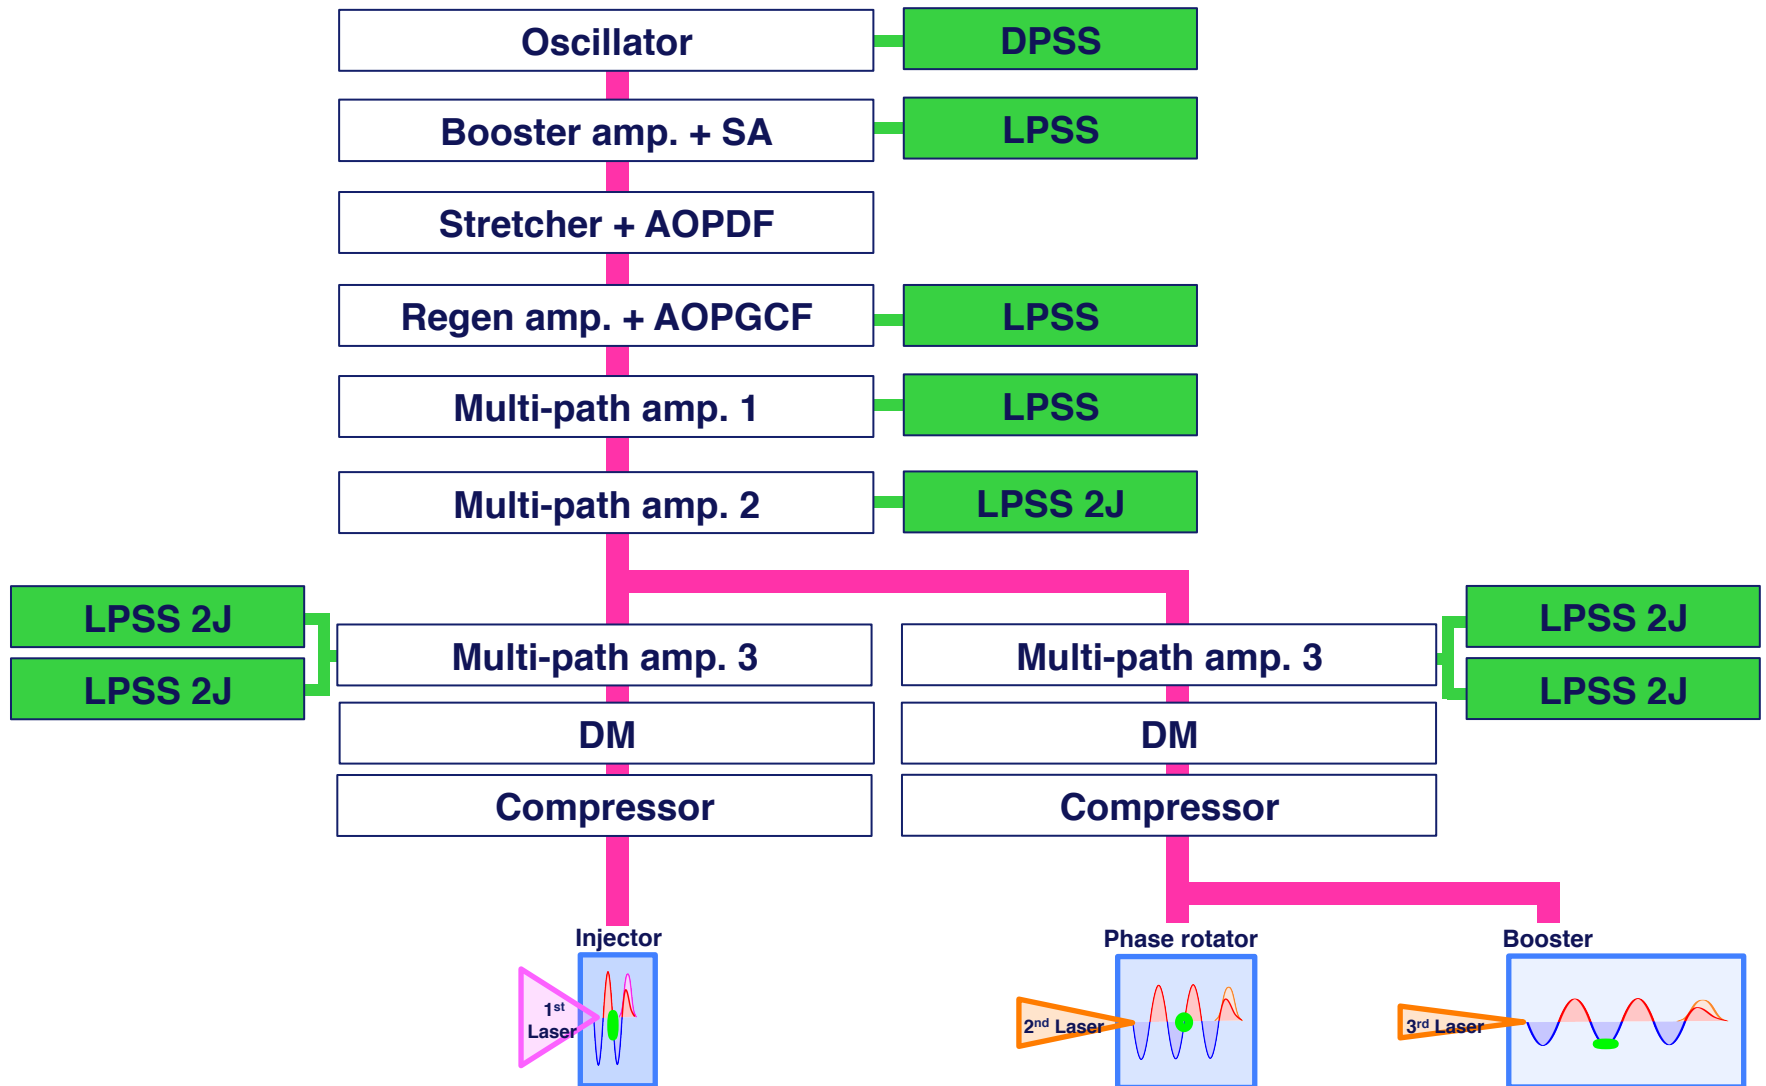 Oscillator
DPSS
Booster amp. + SA
LPSS
Stretcher + AOPDF
Regen amp. + AOPGCF
LPSS
Multi-path amp. 1
LPSS
Multi-path amp. 2
LPSS 2J
LPSS 2J
LPSS 2J
Multi-path amp. 3
Multi-path amp. 3
LPSS 2J
LPSS 2J
DM
DM
Compressor
Compressor
Injector
1st
Laser
Phase rotator
2nd Laser
Booster
3rd Laser